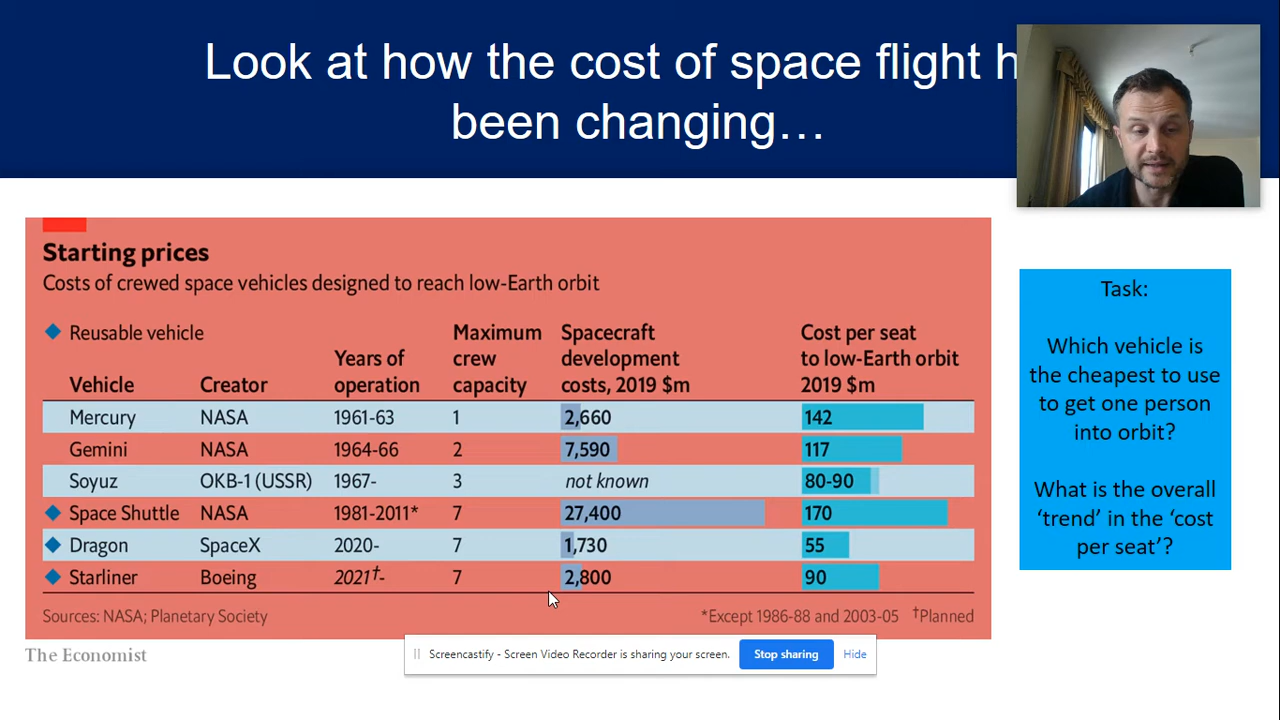 Look at how the cost of space flight h
been changing…
Starting prices
Costs of crewed space vehicles designed to reach low-Earth orbit
◆ Reusable vehicle
Vehicle Creator Years of operation Maximum crew capacity Spacecraft development costs, 2019 $m Cost per seat to low-Earth orbit 2019 $m
Mercury NASA 1961-63 1 2,660 142
Gemini NASA 1964-66 2 7,590 117
Soyuz OKB-1 (USSR) 1967- 3 not known 80-90
◆ Space Shuttle NASA 1981-2011* 7 27,400 170
◆ Dragon SpaceX 2020- 7 1,730 55
◆ Starliner Boeing 2021†- 7 2,800 90
Sources: NASA; Planetary Society *Except 1986-88 and 2003-05 †Planned
The Economist
Task:
Which vehicle is
the cheapest to use
to get one person
into orbit?
What is the overall
‘trend’ in the ‘cost
per seat’?
Screencastify - Screen Video Recorder is sharing your screen. Stop sharing Hide